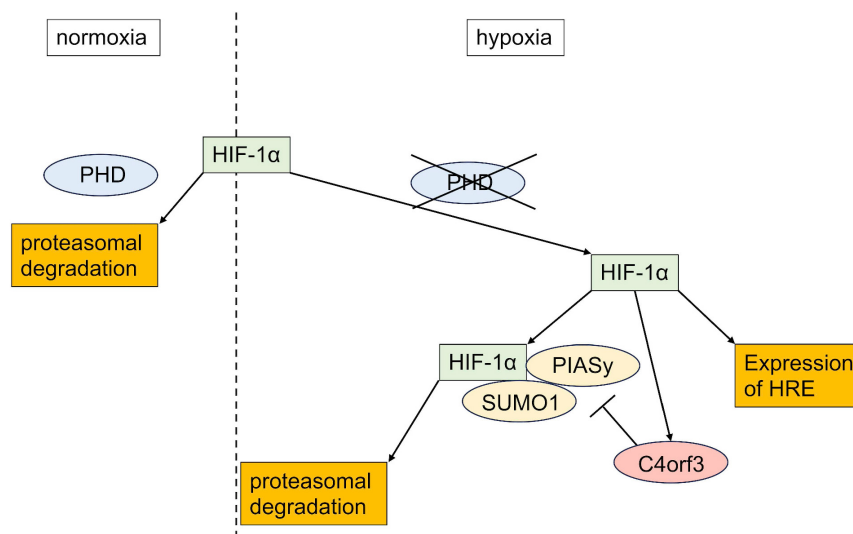 normoxia
hypoxia
HIF-1α
PHD
PHD
proteasomal
degradation
HIF-1α
HIF-1α
PIASy
SUMO1
Expression
of HRE
C4orf3
proteasomal
degradation